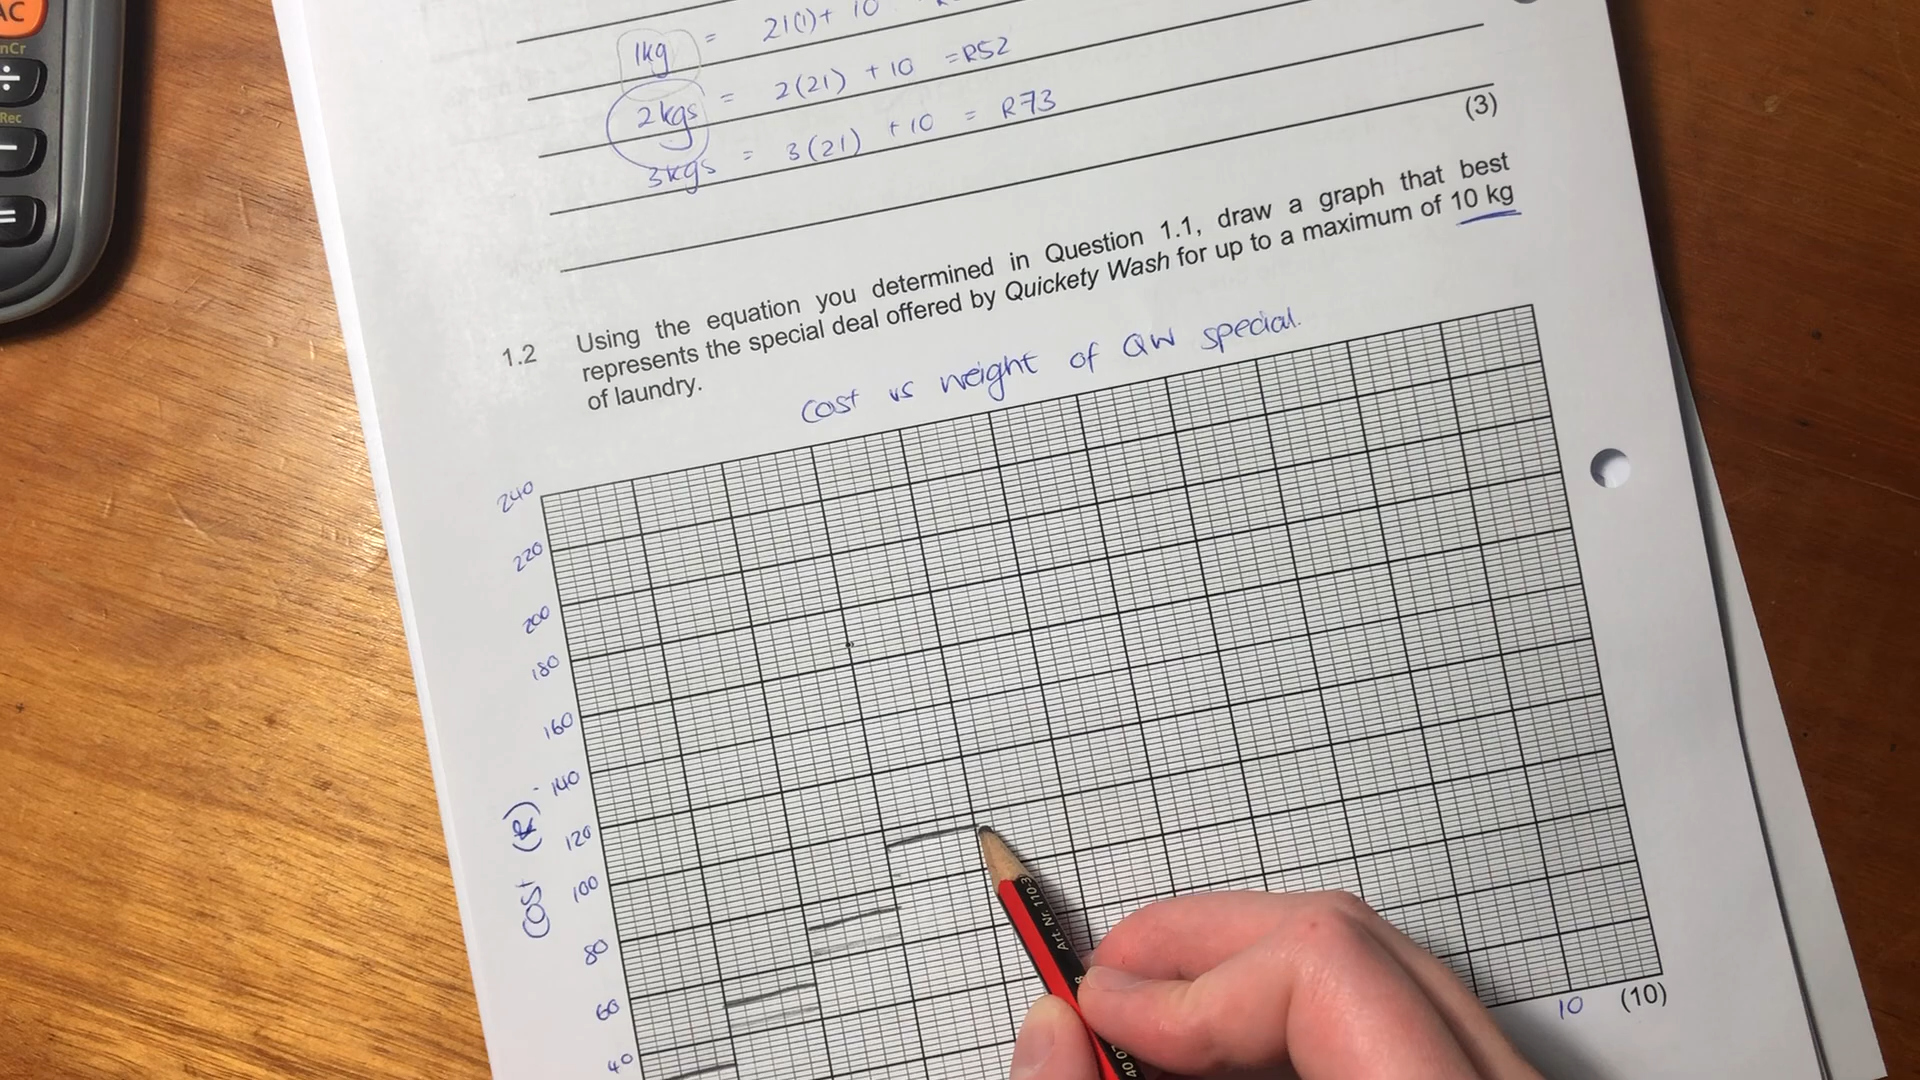 AC
nCr
÷
Rec
−
=
1kg = 21(1)+ 10
2kgs = 2(21) + 10 = R52
3kgs = 3(21) + 10 = R73
(3)
1.2 Using the equation you determined in Question 1.1, draw a graph that best
represents the special deal offered by Quickety Wash for up to a maximum of 10 kg
of laundry.
Cost vs weight of QW special.
240
220
200
180
160
140
120
100
80
60
40
Cost (R).
Art. Nr. 110-3
10 (10)